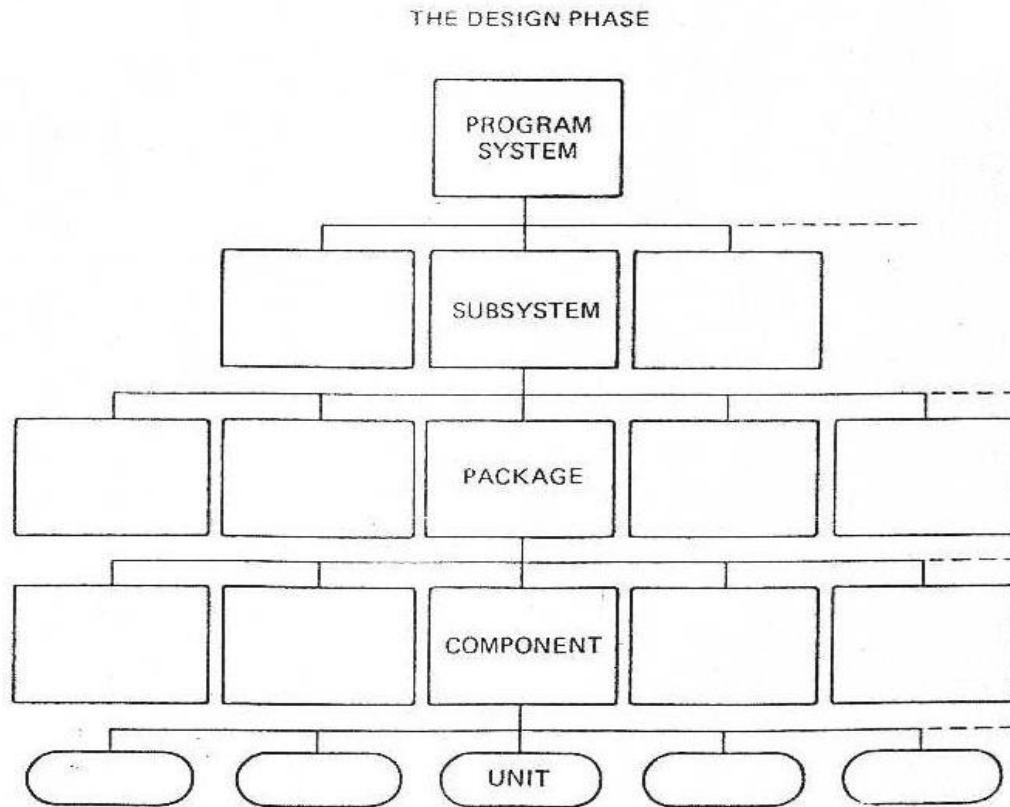 THE DESIGN PHASE
PROGRAM
SYSTEM
SUBSYSTEM
PACKAGE
COMPONENT
UNIT